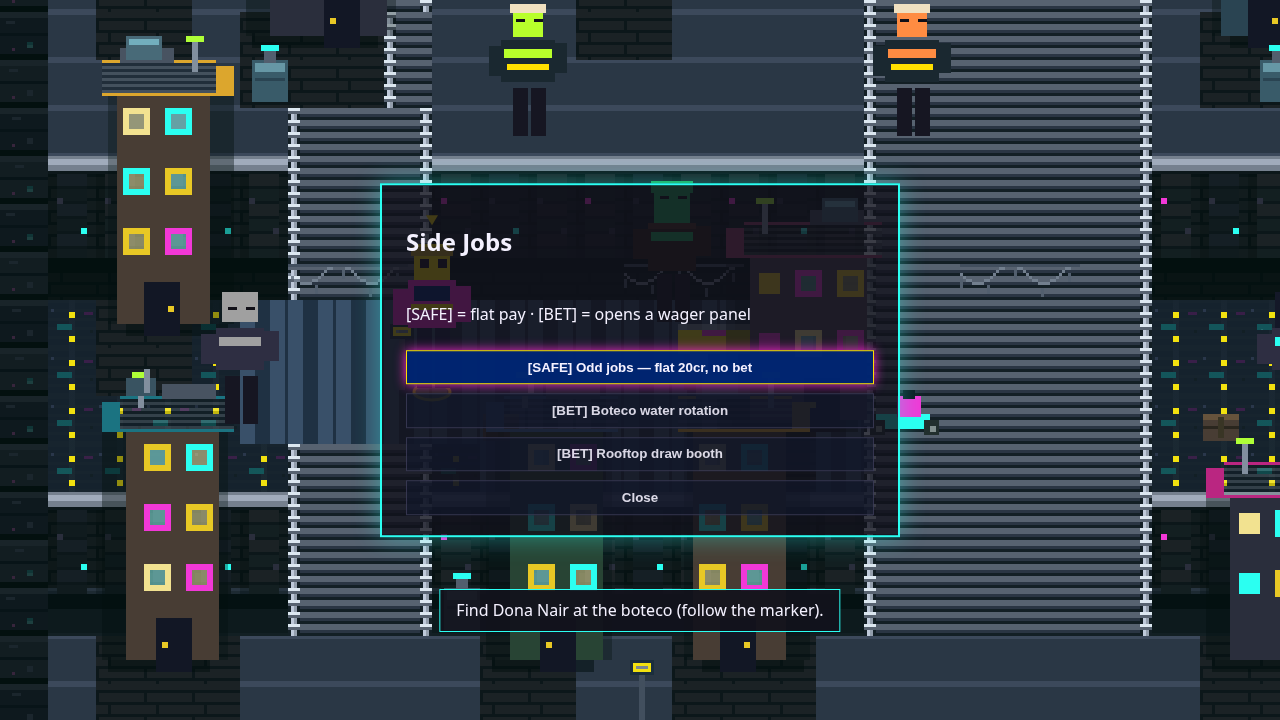 Side Jobs
[SAFE] = flat pay · [BET] = opens a wager panel
[SAFE] Odd jobs — flat 20cr, no bet
[BET] Boteco water rotation
[BET] Rooftop draw booth
Close
Find Dona Nair at the boteco (follow the marker).